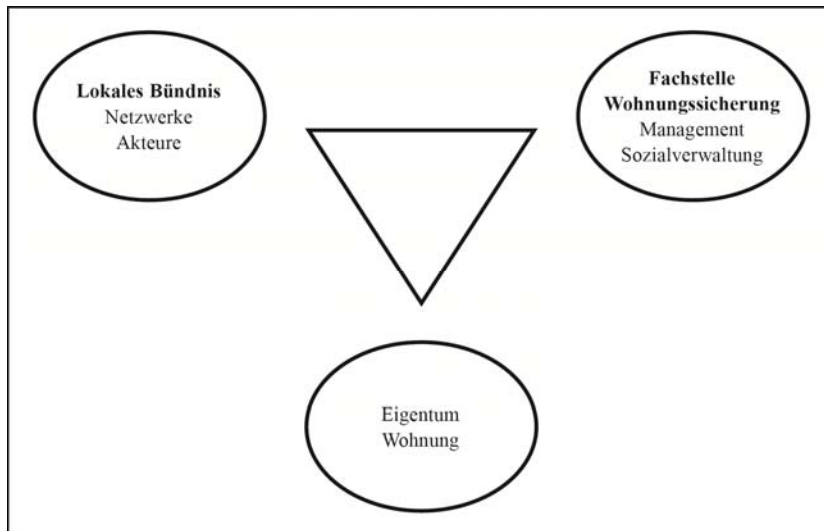 Lokales Bündnis
Netzwerke
Akteure
Fachstelle
Wohnungssicherung
Management
Sozialverwaltung
Eigentum
Wohnung